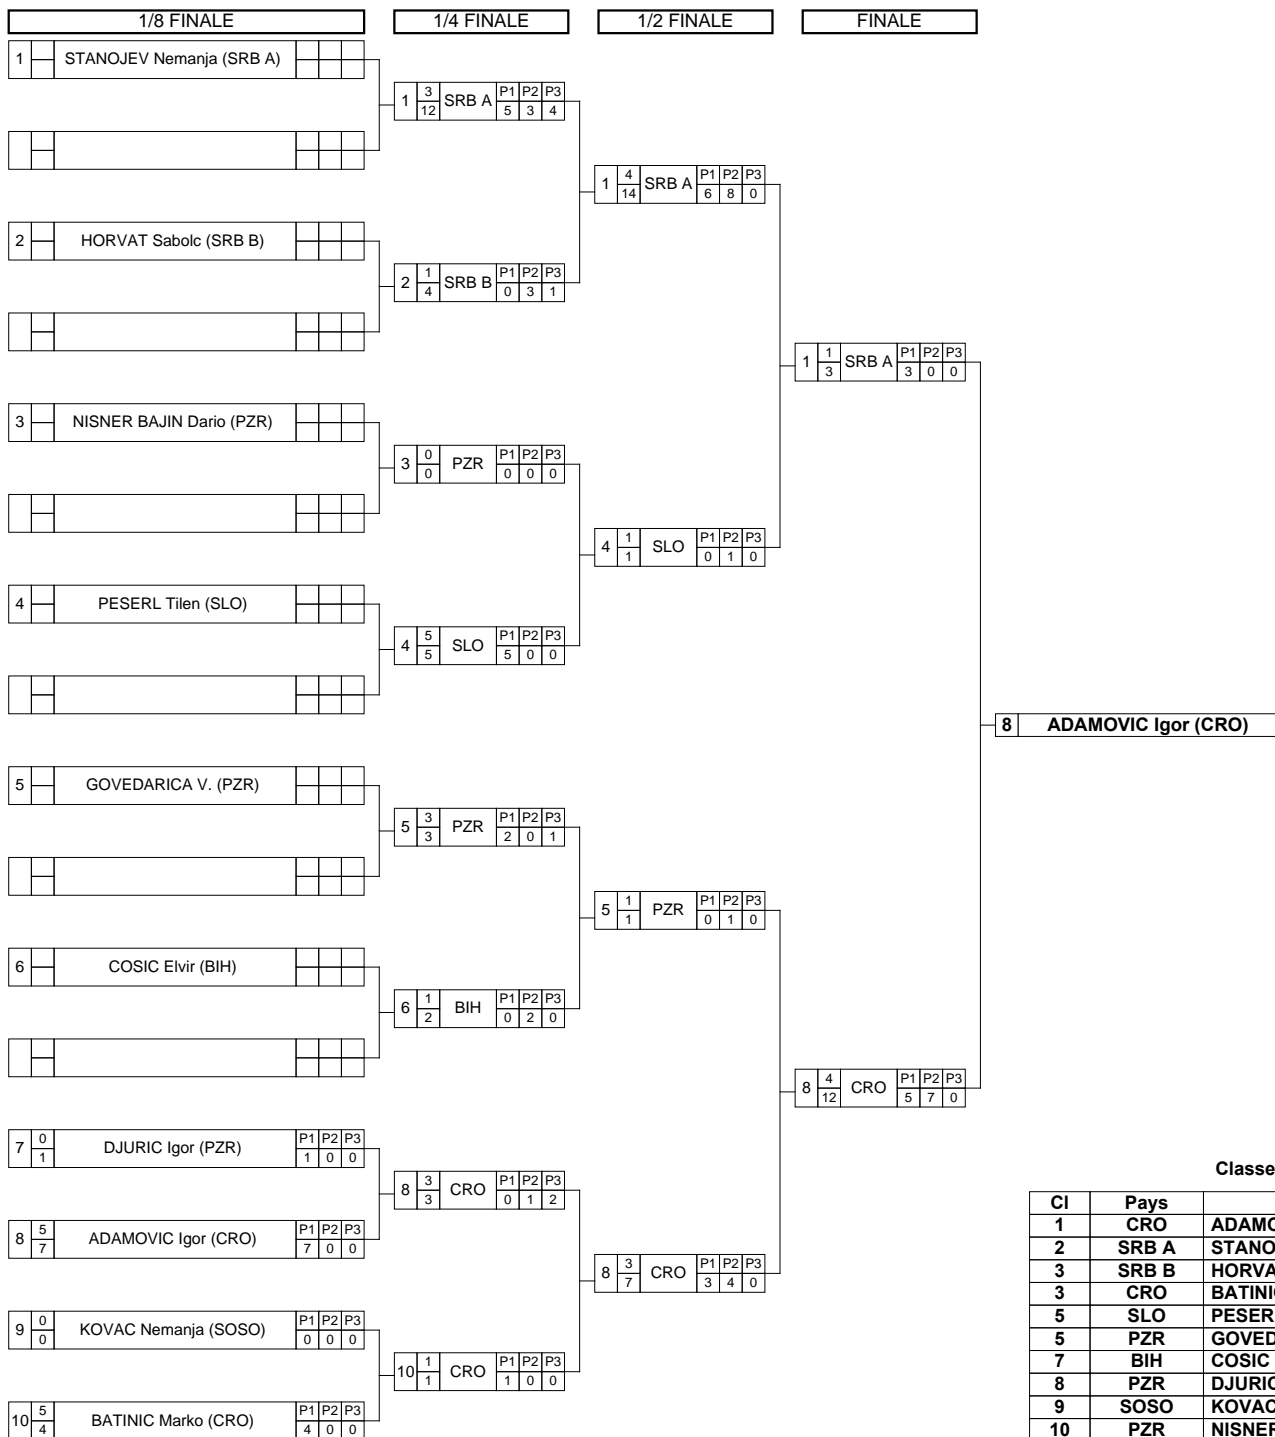 1/8 FINALE 1/4 FINALE 1/2 FINALE FINALE
1 STANOJEV Nemanja (SRB A)
1 3 12 SRB A P1 P2 P3 5 3 4
1 4 14 SRB A P1 P2 P3 6 8 0
2 HORVAT Sabolc (SRB B)
2 1 4 SRB B P1 P2 P3 0 3 1
1 1 3 SRB A P1 P2 P3 3 0 0
3 NISNER BAJIN Dario (PZR)
3 0 0 PZR P1 P2 P3 0 0 0
4 1 1 SLO P1 P2 P3 0 1 0
4 PESERL Tilen (SLO)
4 5 5 SLO P1 P2 P3 5 0 0
8 ADAMOVIC Igor (CRO)
5 GOVEDARICA V. (PZR)
5 3 3 PZR P1 P2 P3 2 0 1
5 1 1 PZR P1 P2 P3 0 1 0
6 COSIC Elvir (BIH)
6 1 2 BIH P1 P2 P3 0 2 0
8 4 12 CRO P1 P2 P3 5 7 0
7 0 1 DJURIC Igor (PZR) P1 P2 P3 1 0 0
8 3 3 CRO P1 P2 P3 0 1 2
8 5 7 ADAMOVIC Igor (CRO) P1 P2 P3 7 0 0
8 3 7 CRO P1 P2 P3 3 4 0
9 0 0 KOVAC Nemanja (SOSO) P1 P2 P3 0 0 0
10 1 1 CRO P1 P2 P3 1 0 0
10 5 4 BATINIC Marko (CRO) P1 P2 P3 4 0 0
Classe
Cl Pays
1 CRO ADAMO
2 SRB A STANO
3 SRB B HORVA
3 CRO BATINI
5 SLO PESER
5 PZR GOVED
7 BIH COSIC
8 PZR DJURIC
9 SOSO KOVAC
10 PZR NISNER